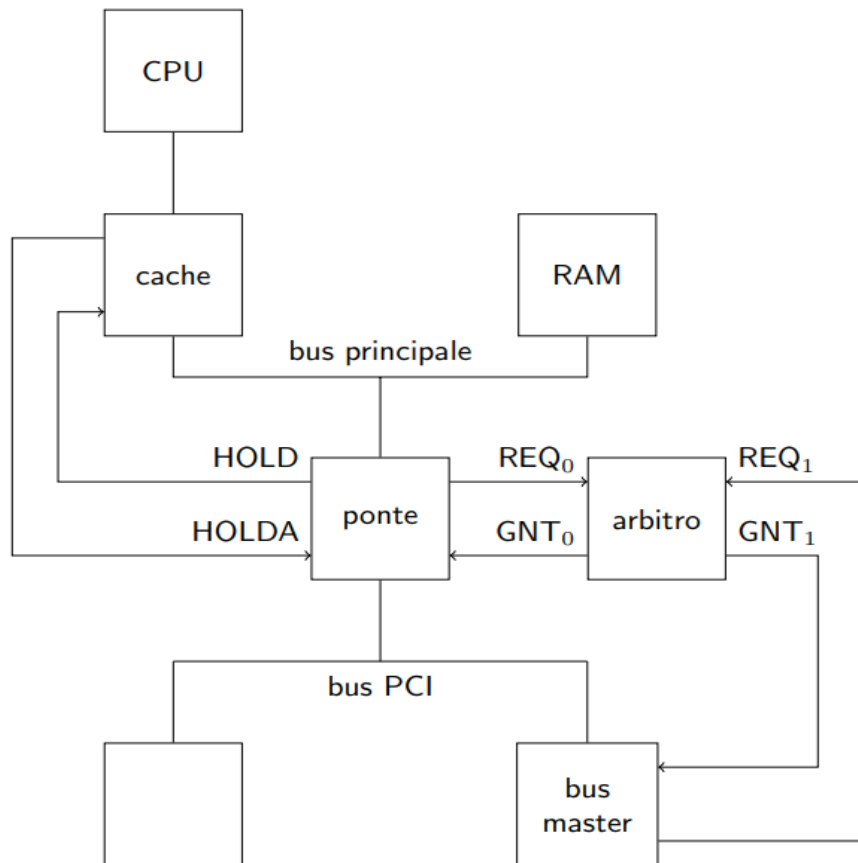 CPU
cache
RAM
bus principale
HOLD
REQ₀
REQ₁
ponte
arbitro
HOLDA
GNT₀
GNT₁
bus PCI
bus
master